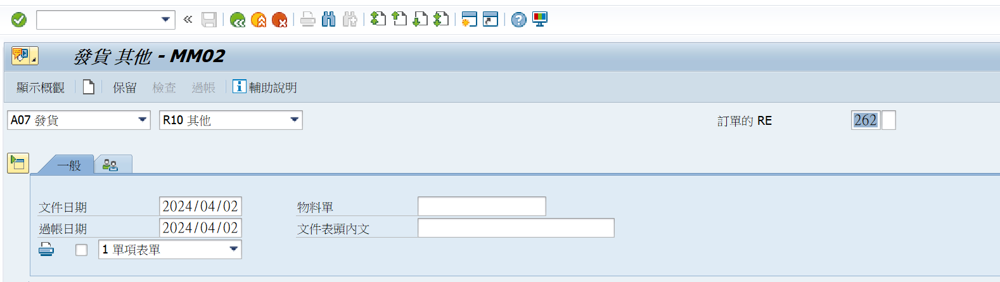 發貨 其他 - MM02
顯示概觀 保留 檢查 過帳 輔助說明
A07 發貨 R10 其他 訂單的 RE 262
一般
文件日期 2024/04/02 物料單
過帳日期 2024/04/02 文件表頭內文
1 單項表單